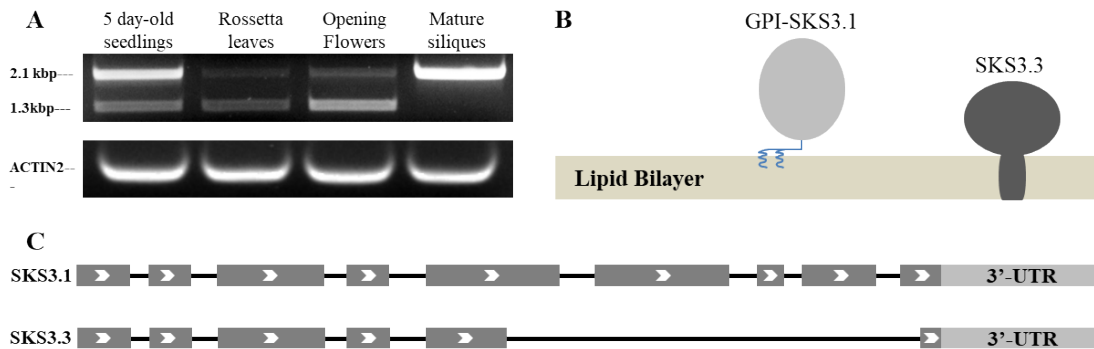 A
5 day-old
seedlings
Rossetta
leaves
Opening
Flowers
Mature
siliques
2.1 kbp---
1.3kbp---
ACTIN2--
-
B
GPI-SKS3.1
SKS3.3
Lipid Bilayer
C
SKS3.1
3’-UTR
SKS3.3
3’-UTR